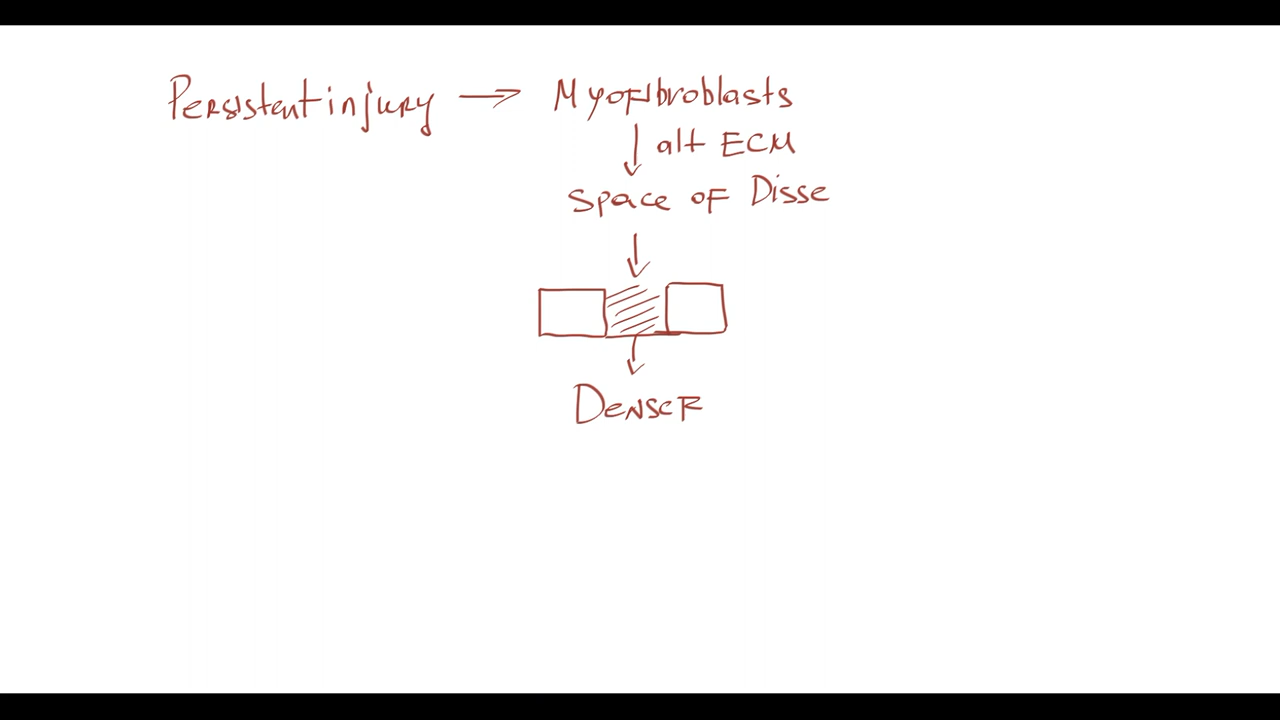 Persistent injury → Myofibroblasts
↓ alt ECM
Space of Disse
↓
↓
Denser